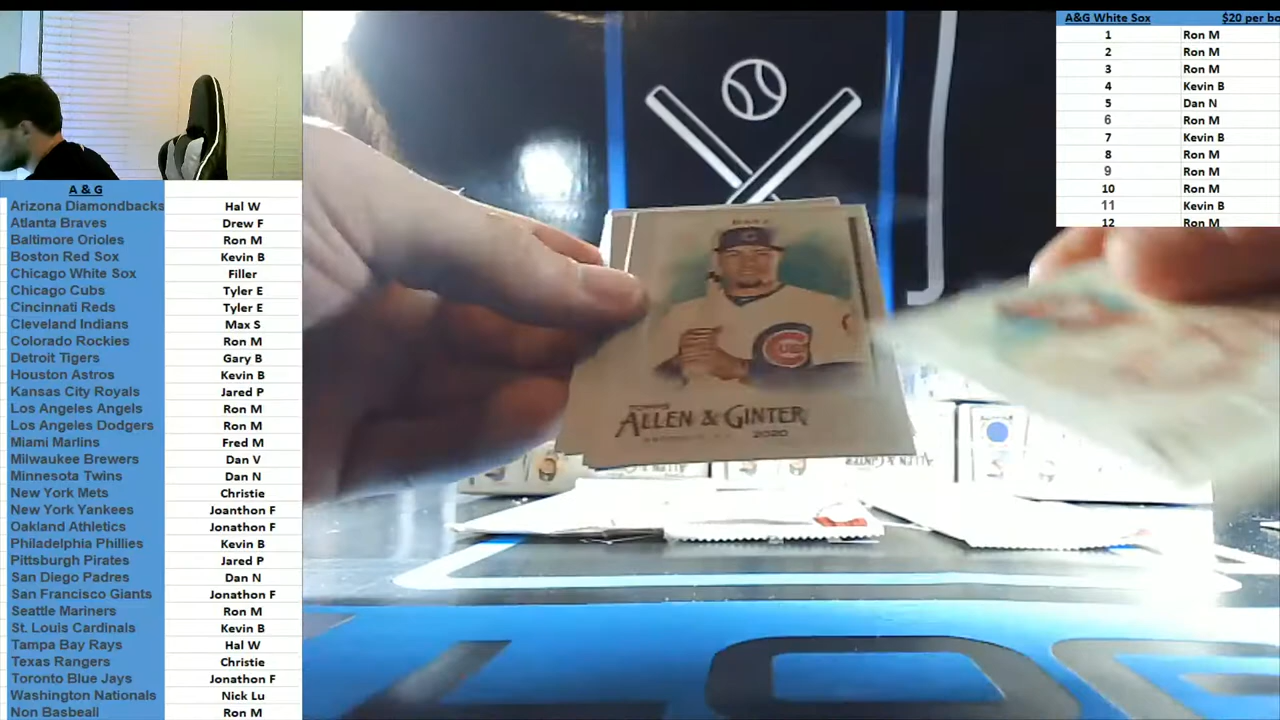 A&G White Sox $20 per bo
1 Ron M
2 Ron M
3 Ron M
4 Kevin B
5 Dan N
6 Ron M
7 Kevin B
8 Ron M
9 Ron M
10 Ron M
11 Kevin B
12 Ron M
A & G
Arizona Diamondbacks Hal W
Atlanta Braves Drew F
Baltimore Orioles Ron M
Boston Red Sox Kevin B
Chicago White Sox Filler
Chicago Cubs Tyler E
Cincinnati Reds Tyler E
Cleveland Indians Max S
Colorado Rockies Ron M
Detroit Tigers Gary B
Houston Astros Kevin B
Kansas City Royals Jared P
Los Angeles Angels Ron M
Los Angeles Dodgers Ron M
Miami Marlins Fred M
Milwaukee Brewers Dan V
Minnesota Twins Dan N
New York Mets Christie
New York Yankees Joanthon F
Oakland Athletics Jonathon F
Philadelphia Phillies Kevin B
Pittsburgh Pirates Jared P
San Diego Padres Dan N
San Francisco Giants Jonathon F
Seattle Mariners Ron M
St. Louis Cardinals Kevin B
Tampa Bay Rays Hal W
Texas Rangers Christie
Toronto Blue Jays Jonathon F
Washington Nationals Nick Lu
Non Basbeall Ron M
TOPPS
ALLEN & GINTER
2020